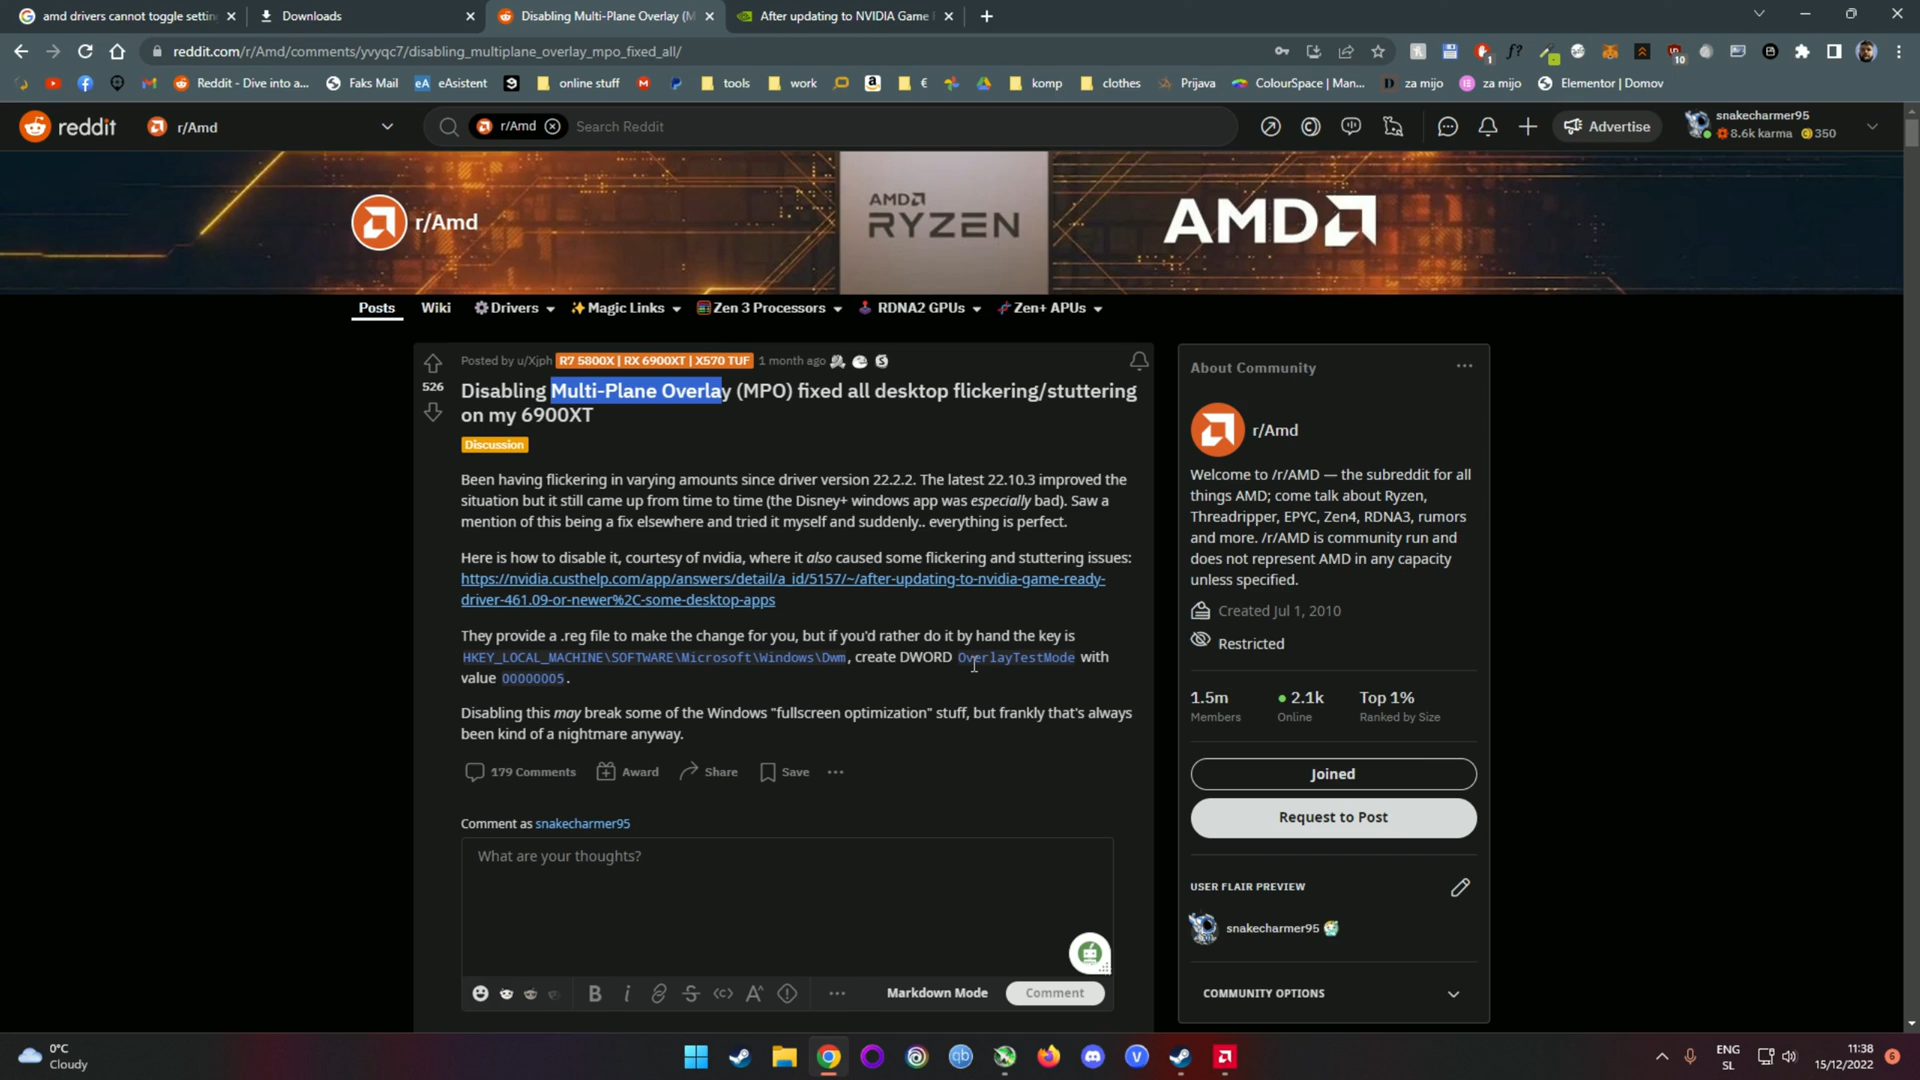 amd drivers cannot toggle settin
Downloads
Disabling Multi-Plane Overlay (M
After updating to NVIDIA Game
reddit.com/r/Amd/comments/yvyqc7/disabling_multiplane_overlay_mpo_fixed_all/
Reddit - Dive into a...
Faks Mail
eAsistent
online stuff
tools
work
€
komp
clothes
Prijava
ColourSpace | Man...
za mijo
za mijo
Elementor | Domov
reddit
r/Amd
r/Amd
Search Reddit
Advertise
snakecharmer95
8.6k karma
350
r/Amd
AMD
RYZEN
AMD
Posts
Wiki
Drivers
Magic Links
Zen 3 Processors
RDNA2 GPUs
Zen+ APUs
526
Posted by u/Xjph R7 5800X | RX 6900XT | X570 TUF 1 month ago
Disabling Multi-Plane Overlay (MPO) fixed all desktop flickering/stuttering
on my 6900XT
Discussion
Been having flickering in varying amounts since driver version 22.2.2. The latest 22.10.3 improved the
situation but it still came up from time to time (the Disney+ windows app was especially bad). Saw a
mention of this being a fix elsewhere and tried it myself and suddenly.. everything is perfect.
Here is how to disable it, courtesy of nvidia, where it also caused some flickering and stuttering issues:
https://nvidia.custhelp.com/app/answers/detail/a_id/5157/~/after-updating-to-nvidia-game-ready-
driver-461.09-or-newer%2C-some-desktop-apps
They provide a .reg file to make the change for you, but if you'd rather do it by hand the key is
HKEY_LOCAL_MACHINE\SOFTWARE\Microsoft\Windows\Dwm, create DWORD OverlayTestMode with
value 00000005.
Disabling this may break some of the Windows "fullscreen optimization" stuff, but frankly that's always
been kind of a nightmare anyway.
179 Comments
Award
Share
Save
Comment as snakecharmer95
What are your thoughts?
Markdown Mode
Comment
About Community
r/Amd
Welcome to /r/AMD — the subreddit for all
things AMD; come talk about Ryzen,
Threadripper, EPYC, Zen4, RDNA3, rumors
and more. /r/AMD is community run and
does not represent AMD in any capacity
unless specified.
Created Jul 1, 2010
Restricted
1.5m
2.1k
Top 1%
Members
Online
Ranked by Size
Joined
Request to Post
USER FLAIR PREVIEW
snakecharmer95
COMMUNITY OPTIONS
0°C
Cloudy
ENG
SL
11:38
15/12/2022
6